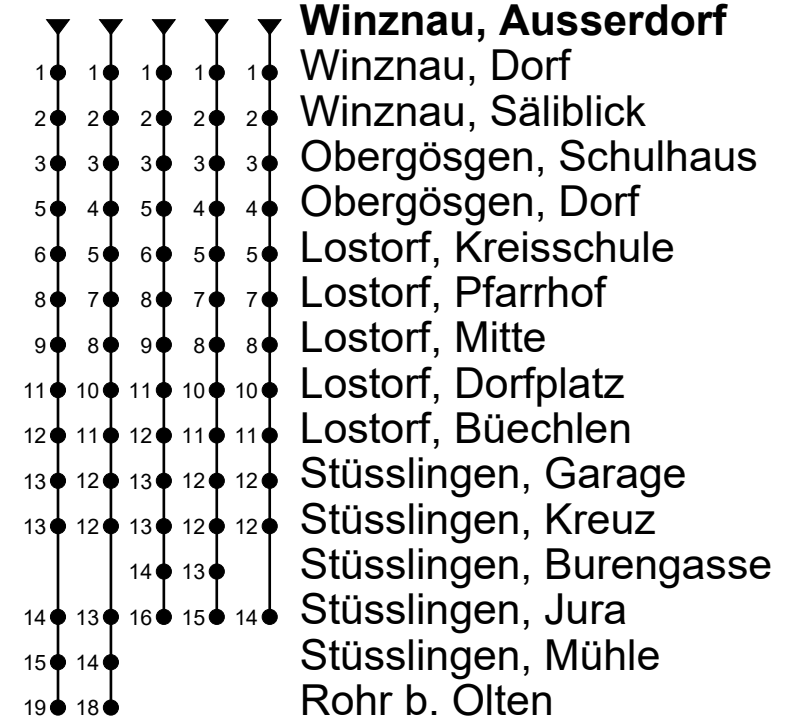 Winznau, Ausserdorf
1 1 1 1 1 Winznau, Dorf
2 2 2 2 2 Winznau, Säliblick
3 3 3 3 3 Obergösgen, Schulhaus
5 4 5 4 4 Obergösgen, Dorf
6 5 6 5 5 Lostorf, Kreisschule
8 7 8 7 7 Lostorf, Pfarrhof
9 8 9 8 8 Lostorf, Mitte
11 10 11 10 10 Lostorf, Dorfplatz
12 11 12 11 11 Lostorf, Büechlen
13 12 13 12 12 Stüsslingen, Garage
13 12 13 12 12 Stüsslingen, Kreuz
14 13 Stüsslingen, Burengasse
14 13 16 15 14 Stüsslingen, Jura
15 14 Stüsslingen, Mühle
19 18 Rohr b. Olten